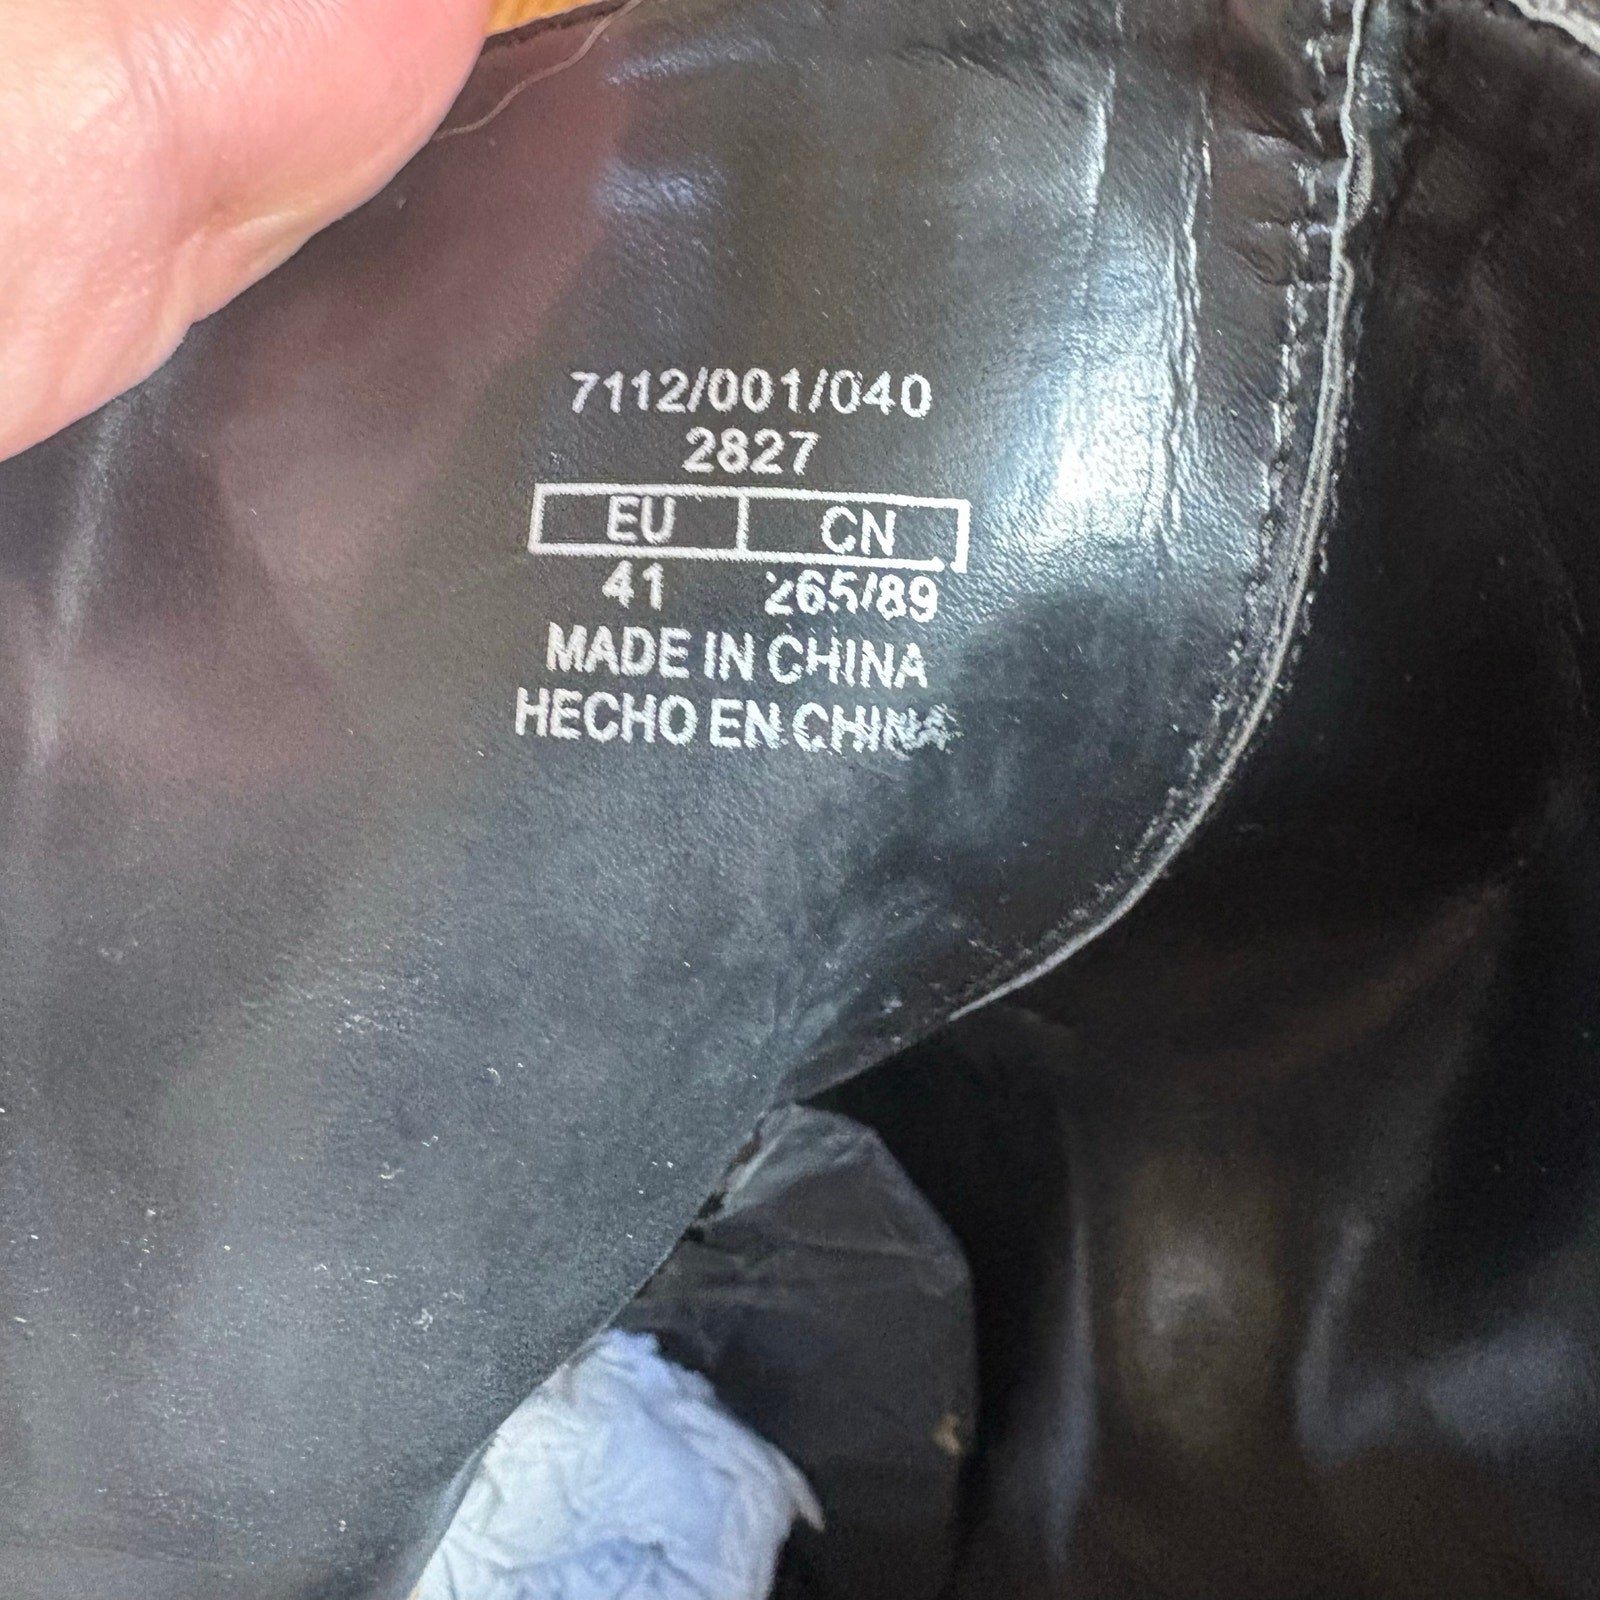 7112/001/040
2827
EU CN
41 265/89
MADE IN CHINA
HECHO EN CHINA